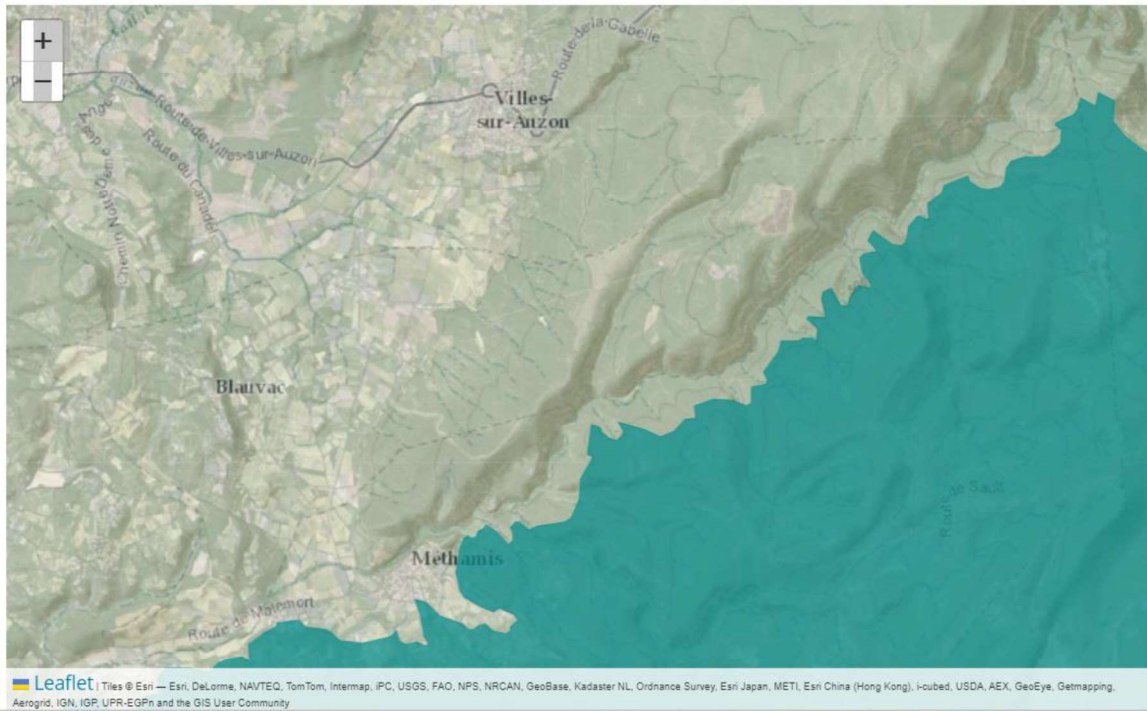 +
−
Route-de-la-Gabelle
Villes-
sur-Auzon
Route-de-Villes-sur-Auzon
Route du Canadel
Chemin Notre Dame des Anges
Blauvac
Methamis
Route de Malemort
Route de Sault
Leaflet | Tiles © Esri — Esri, DeLorme, NAVTEQ, TomTom, Intermap, iPC, USGS, FAO, NPS, NRCAN, GeoBase, Kadaster NL, Ordnance Survey, Esri Japan, METI, Esri China (Hong Kong), i-cubed, USDA, AEX, GeoEye, Getmapping,
Aerogrid, IGN, IGP, UPR-EGPn and the GIS User Community